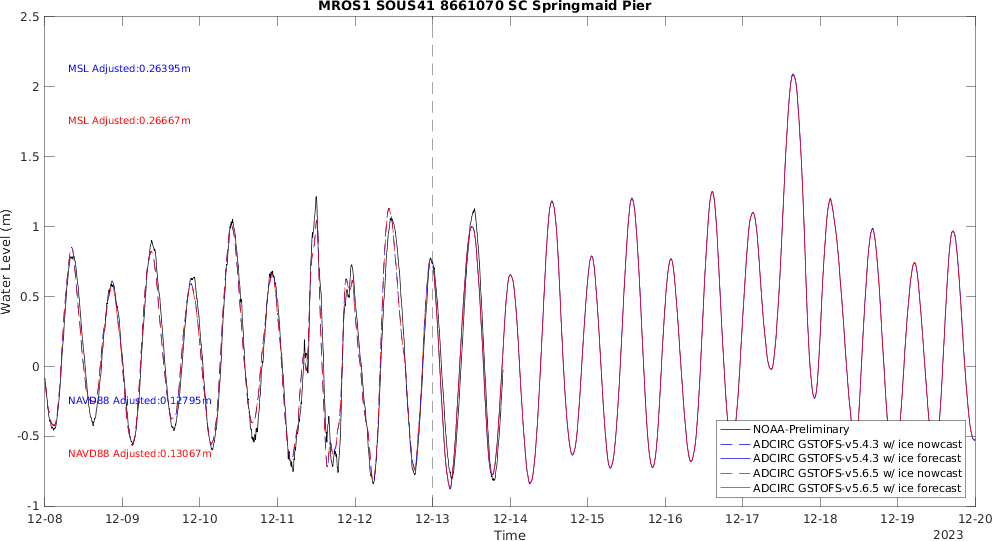 MROS1 SOUS41 8661070 SC Springmaid Pier
2.5
2
1.5
1
0.5
0
-0.5
-1
Water Level (m)
MSL Adjusted:0.26395m
MSL Adjusted:0.26667m
NAVD88 Adjusted:0.12795m
NAVD88 Adjusted:0.13067m
NOAA-Preliminary
ADCIRC GSTOFS-v5.4.3 w/ ice nowcast
ADCIRC GSTOFS-v5.4.3 w/ ice forecast
ADCIRC GSTOFS-v5.6.5 w/ ice nowcast
ADCIRC GSTOFS-v5.6.5 w/ ice forecast
12-08 12-09 12-10 12-11 12-12 12-13 12-14 12-15 12-16 12-17 12-18 12-19 12-20
Time
2023